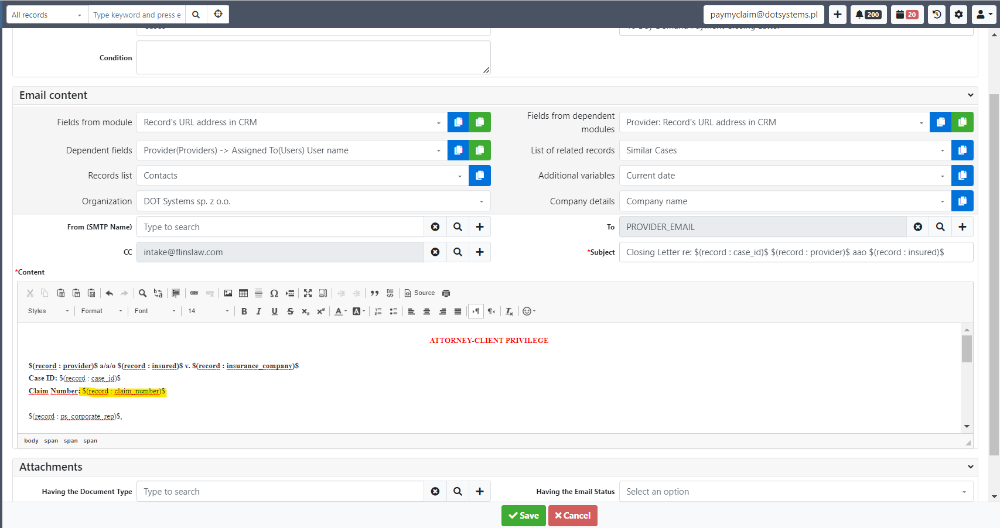 All records
Type keyword and press e
paymyclaim@dotsystems.pl
200
20
Condition
Email content
Fields from module
Record's URL address in CRM
Fields from dependent modules
Provider: Record's URL address in CRM
Dependent fields
Provider(Providers) -> Assigned To(Users) User name
List of related records
Similar Cases
Records list
Contacts
Additional variables
Current date
Organization
DOT Systems sp. z o.o.
Company details
Company name
From (SMTP Name)
Type to search
To
PROVIDER_EMAIL
CC
intake@flinslaw.com
*Subject
Closing Letter re: $(record : case_id)$ $(record : provider)$ aao $(record : insured)$
*Content
Source
Styles
Format
Font
14
ATTORNEY-CLIENT PRIVILEGE
$(record : provider)$ a/a/o $(record : insured)$ v. $(record : insurance_company)$
Case ID: $(record : case_id)$
Claim Number: $(record : claim_number)$
$(record : ps_corporate_rep)$,
body span span span
Attachments
Having the Document Type
Type to search
Having the Email Status
Select an option
Save
Cancel